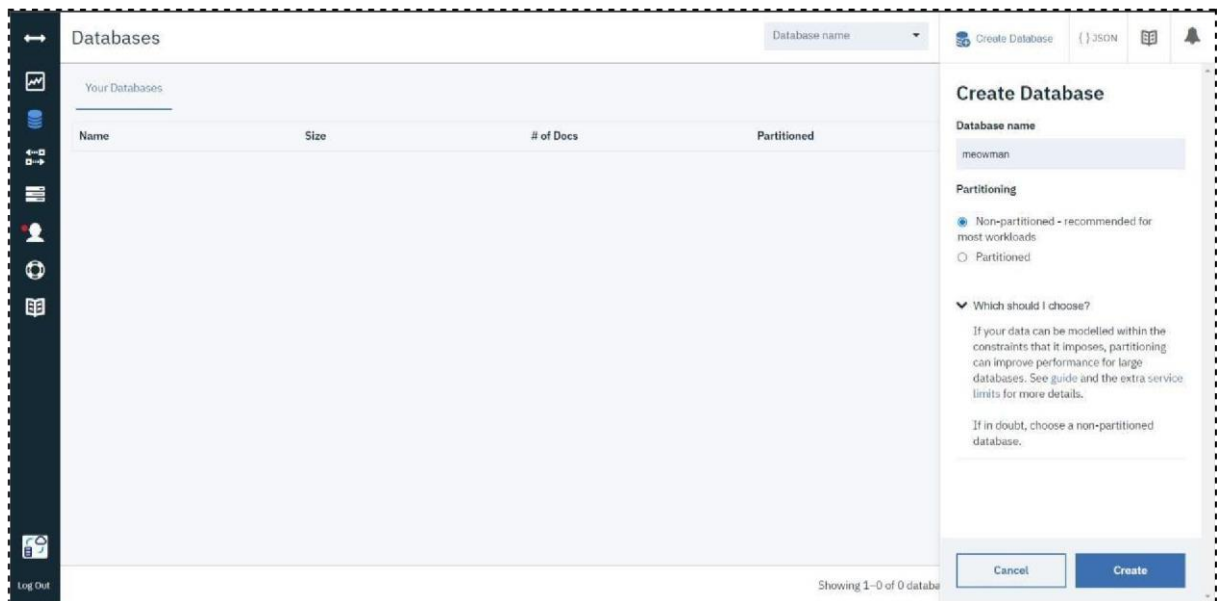 Databases
Database name
Create Database
{ } JSON
Your Databases
Name Size # of Docs Partitioned
Create Database
Database name
meowman
Partitioning
Non-partitioned - recommended for
most workloads
Partitioned
Which should I choose?
If your data can be modelled within the
constraints that it imposes, partitioning
can improve performance for large
databases. See guide and the extra service
limits for more details.
If in doubt, choose a non-partitioned
database.
Cancel
Create
Log Out
Showing 1–0 of 0 databa